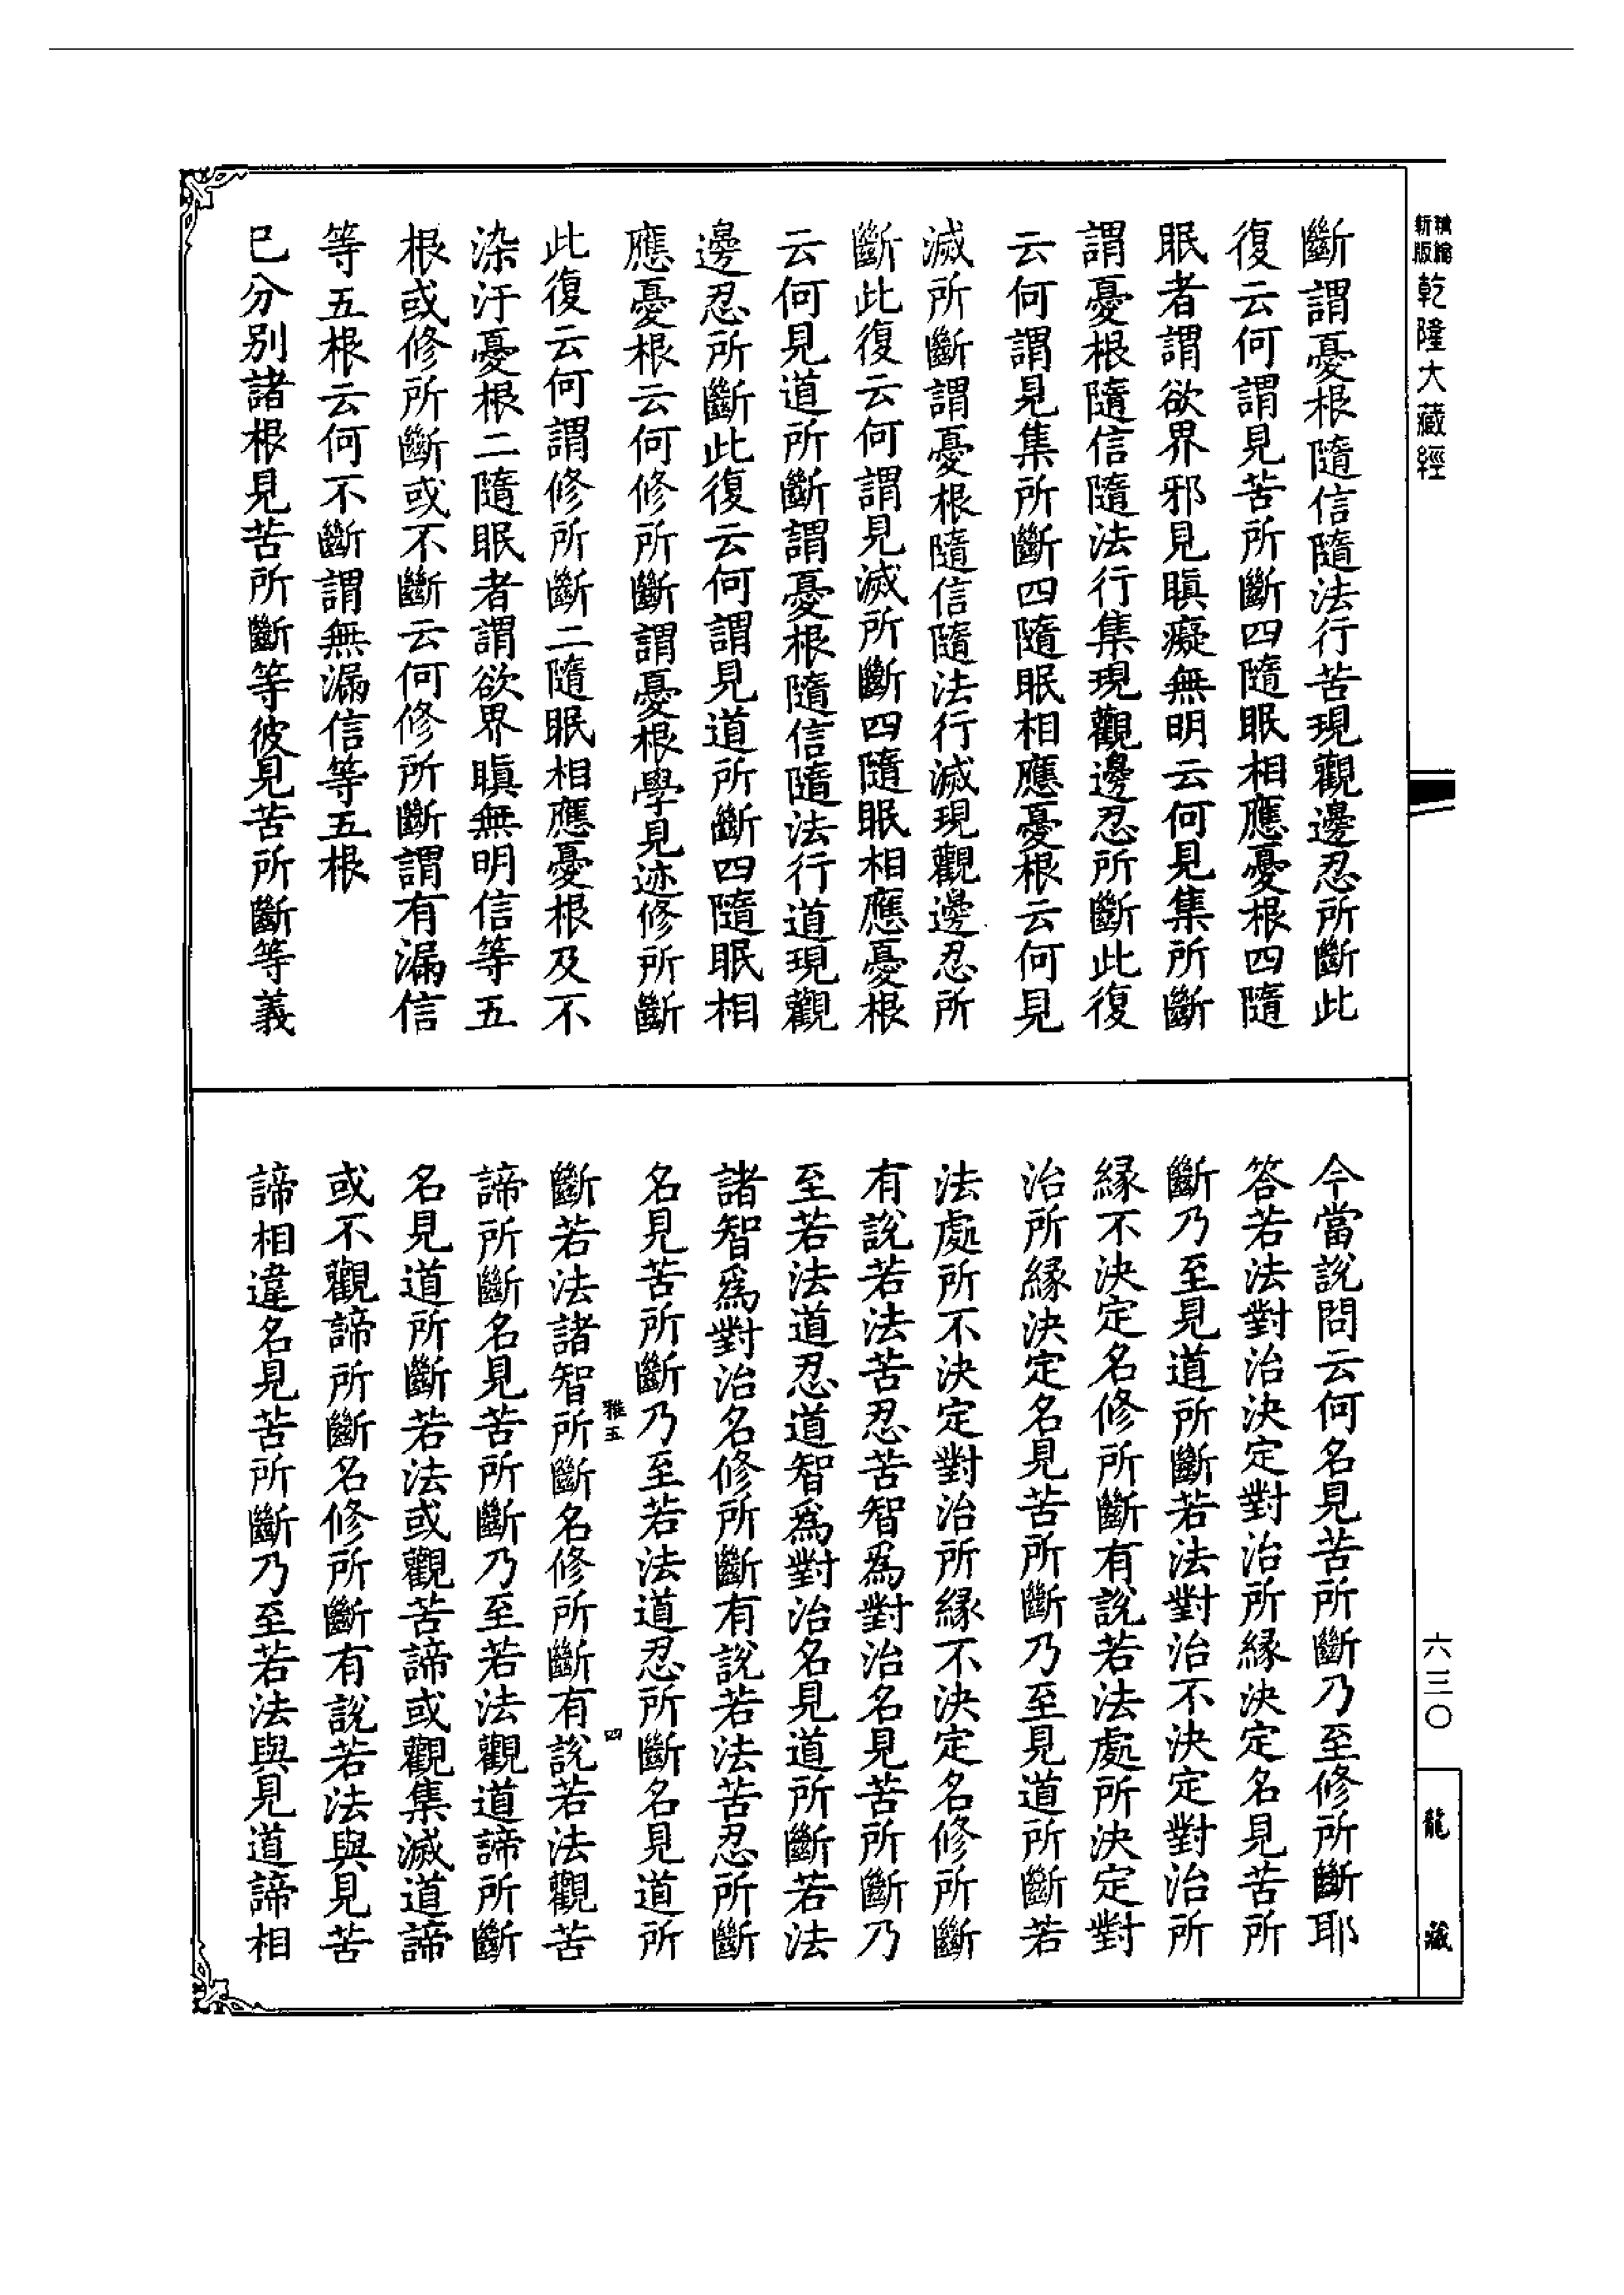 新版
精編
乾隆大藏經
斷謂憂根隨信隨法行苦現觀邊忍所斷此
復云何謂見苦所斷四隨眠相應憂根四隨
眠者謂欲界邪見瞋癡無明云何見集所斷
謂憂根隨信隨法行集現觀邊忍所斷此復
云何謂見集所斷四隨眠相應憂根云何見
滅所斷謂憂根隨信隨法行滅現觀邊忍所
斷此復云何謂見滅所斷四隨眠相應憂根
云何見道所斷謂憂根隨信隨法行道現觀
邊忍所斷此復云何謂見道所斷四隨眠相
應憂根云何修所斷謂憂根學見迹修所斷
此復云何謂修所斷二隨眠相應憂根及不
染汙憂根二隨眠者謂欲界瞋無明信等五
根或修所斷或不斷云何修所斷謂有漏信
等五根云何不斷謂無漏信等五根
已分別諸根見苦所斷等彼見苦所斷等義
今當說問云何名見苦所斷乃至修所斷耶
答若法對治決定對治所緣決定名見苦所
斷乃至見道所斷若法對治不決定對治所
緣不決定名修所斷有說若法處所決定對
治所緣決定名見苦所斷乃至見道所斷若
法處所不決定對治所緣不決定名修所斷
有說若法苦忍苦智為對治名見苦所斷乃
至若法道忍道智為對治名見道所斷若法
諸智為對治名修所斷有說若法苦忍所斷
名見苦所斷乃至若法道忍所斷名見道所
雅五
四
斷若法諸智所斷名修所斷有說若法觀苦
諦所斷名見苦所斷乃至若法觀道諦所斷
名見道所斷若法或觀苦諦或觀集滅道諦
或不觀諦所斷名修所斷有說若法與見苦
諦相違名見苦所斷乃至若法與見道諦相
六三〇
龍藏